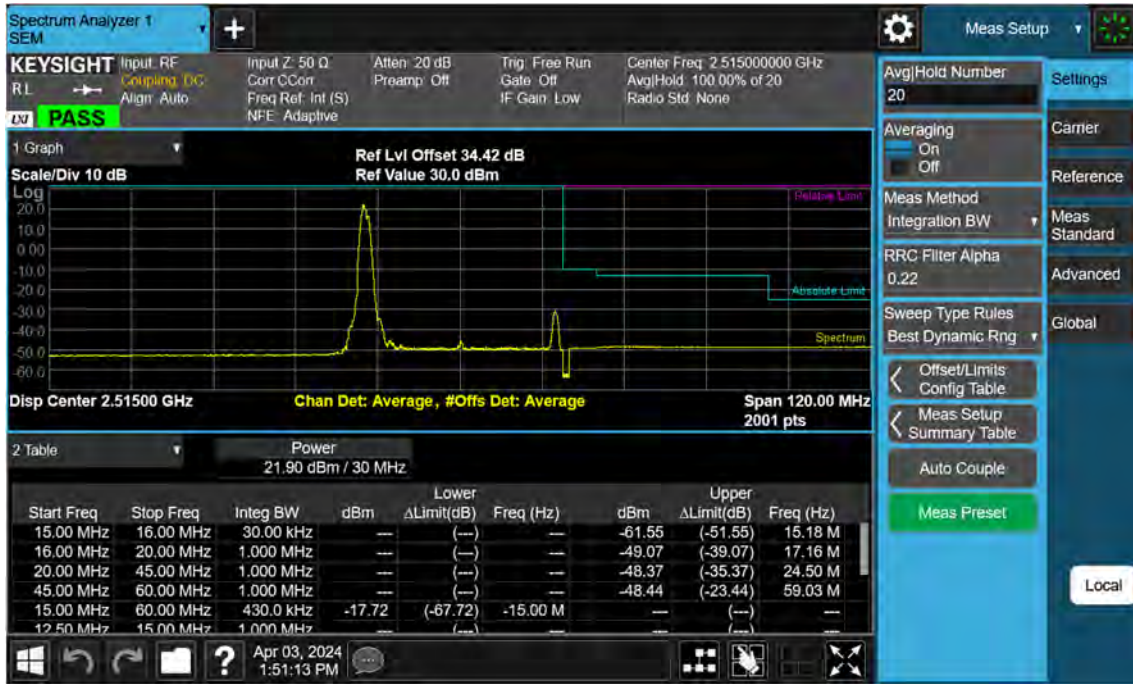 Spectrum Analyzer 1
SEM
+
Meas Setup
KEYSIGHT
R L
LXI PASS
Input: RF
Coupling: DC
Align: Auto
Input Z: 50 Ω
Corr CCorr
Freq Ref: Int (S)
NFE: Adaptive
Atten: 20 dB
Preamp: Off
Trig: Free Run
Gate: Off
IF Gain: Low
Center Freq: 2.515000000 GHz
Avg|Hold: 100.00% of 20
Radio Std: None
1 Graph
Scale/Div 10 dB
Ref Lvl Offset 34.42 dB
Ref Value 30.0 dBm
Log
20.0
10.0
0.00
-10.0
-20.0
-30.0
-40.0
-50.0
-60.0
Relative Limit
Absolute Limit
Spectrum
Disp Center 2.51500 GHz
Chan Det: Average, #Offs Det: Average
Span 120.00 MHz
2001 pts
2 Table
Power
21.90 dBm / 30 MHz
Lower Upper
Start Freq Stop Freq Integ BW dBm ΔLimit(dB) Freq (Hz) dBm ΔLimit(dB) Freq (Hz)
15.00 MHz 16.00 MHz 30.00 kHz --- (---) --- -61.55 (-51.55) 15.18 M
16.00 MHz 20.00 MHz 1.000 MHz --- (---) --- -49.07 (-39.07) 17.16 M
20.00 MHz 45.00 MHz 1.000 MHz --- (---) --- -48.37 (-35.37) 24.50 M
45.00 MHz 60.00 MHz 1.000 MHz --- (---) --- -48.44 (-23.44) 59.03 M
15.00 MHz 60.00 MHz 430.0 kHz -17.72 (-67.72) -15.00 M --- (---) ---
12.50 MHz 15.00 MHz 1.000 MHz --- (---) --- --- (---) ---
?
Apr 03, 2024
1:51:13 PM
Avg|Hold Number
20
Averaging
On
Off
Meas Method
Integration BW
RRC Filter Alpha
0.22
Sweep Type Rules
Best Dynamic Rng
Offset/Limits
Config Table
Meas Setup
Summary Table
Auto Couple
Meas Preset
Settings
Carrier
Reference
Meas
Standard
Advanced
Global
Local